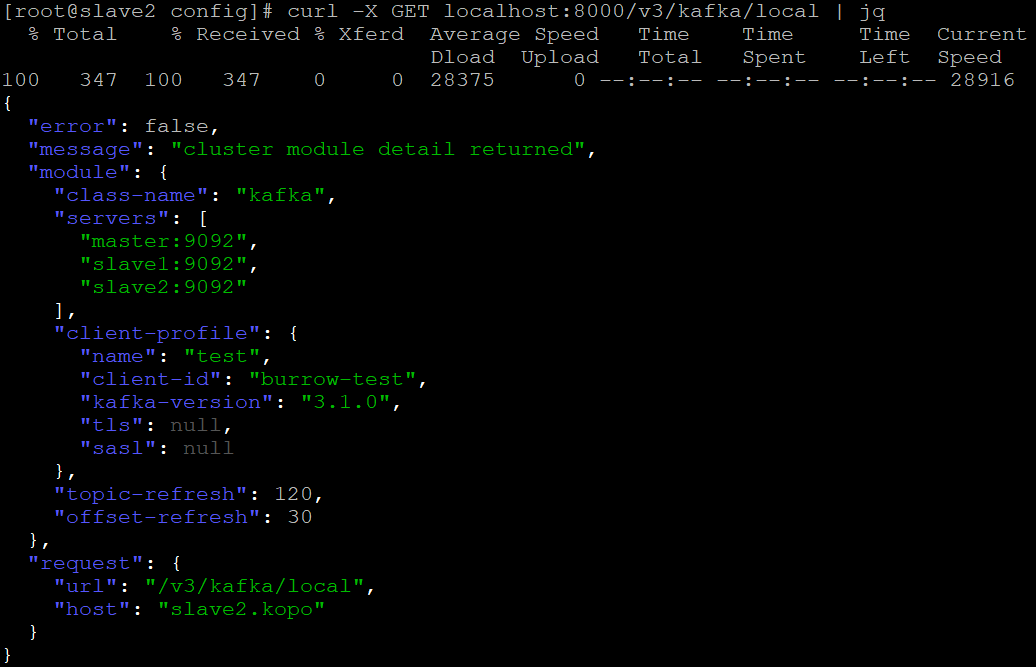 [root@slave2 config]# curl -X GET localhost:8000/v3/kafka/local | jq
  % Total    % Received % Xferd  Average Speed   Time    Time     Time  Current
                                 Dload  Upload   Total   Spent    Left  Speed
100   347  100   347    0     0  28375      0 --:--:-- --:--:-- --:--:-- 28916
{
  "error": false,
  "message": "cluster module detail returned",
  "module": {
    "class-name": "kafka",
    "servers": [
      "master:9092",
      "slave1:9092",
      "slave2:9092"
    ],
    "client-profile": {
      "name": "test",
      "client-id": "burrow-test",
      "kafka-version": "3.1.0",
      "tls": null,
      "sasl": null
    },
    "topic-refresh": 120,
    "offset-refresh": 30
  },
  "request": {
    "url": "/v3/kafka/local",
    "host": "slave2.kopo"
  }
}